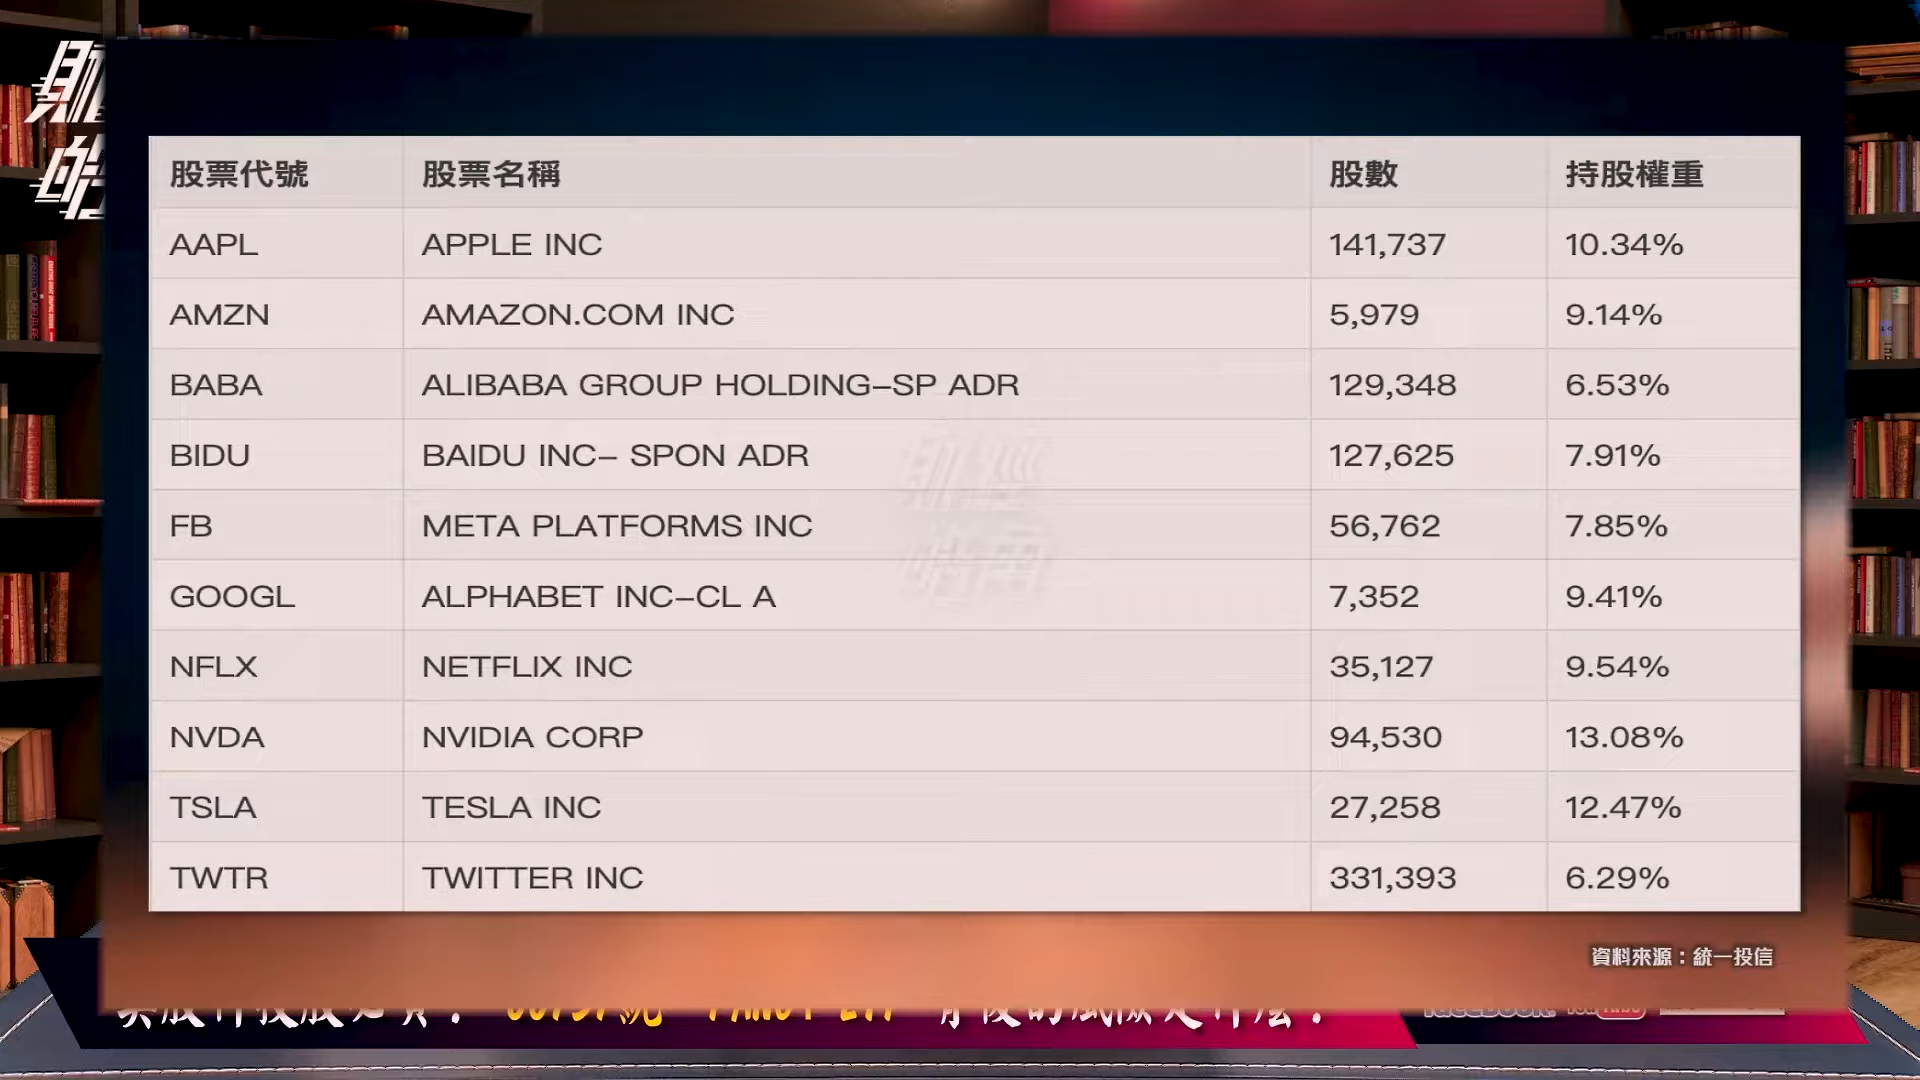 股票代號 股票名稱 股數 持股權重
AAPL APPLE INC 141,737 10.34%
AMZN AMAZON.COM INC 5,979 9.14%
BABA ALIBABA GROUP HOLDING-SP ADR 129,348 6.53%
BIDU BAIDU INC- SPON ADR 127,625 7.91%
FB META PLATFORMS INC 56,762 7.85%
GOOGL ALPHABET INC-CL A 7,352 9.41%
NFLX NETFLIX INC 35,127 9.54%
NVDA NVIDIA CORP 94,530 13.08%
TSLA TESLA INC 27,258 12.47%
TWTR TWITTER INC 331,393 6.29%
資料來源：統一投信